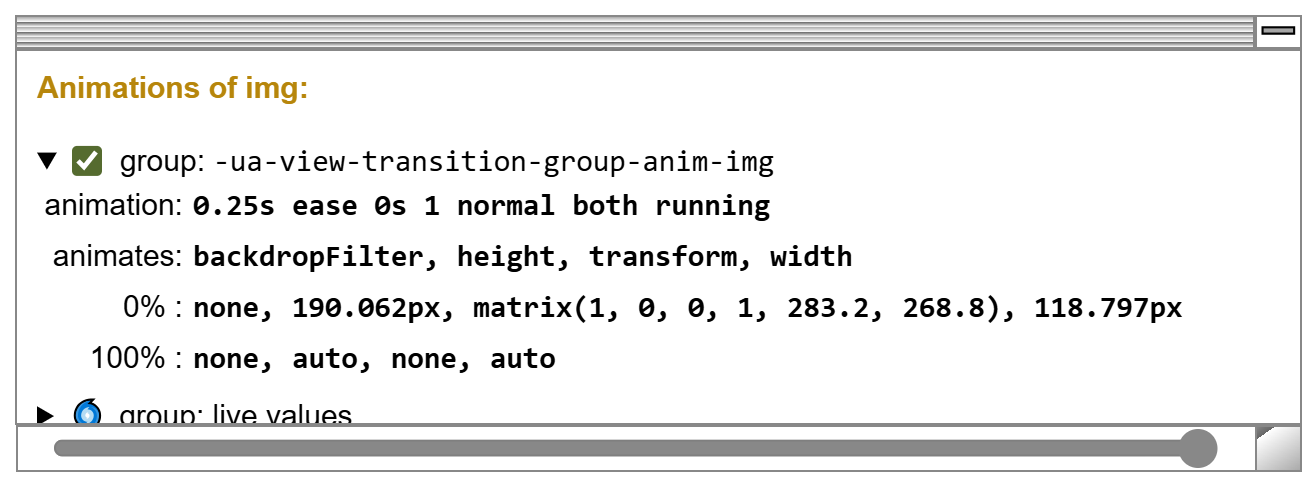 Animations of img:
group: -ua-view-transition-group-anim-img
animation: 0.25s ease 0s 1 normal both running
animates: backdropFilter, height, transform, width
0% : none, 190.062px, matrix(1, 0, 0, 1, 283.2, 268.8), 118.797px
100% : none, auto, none, auto
group: live values